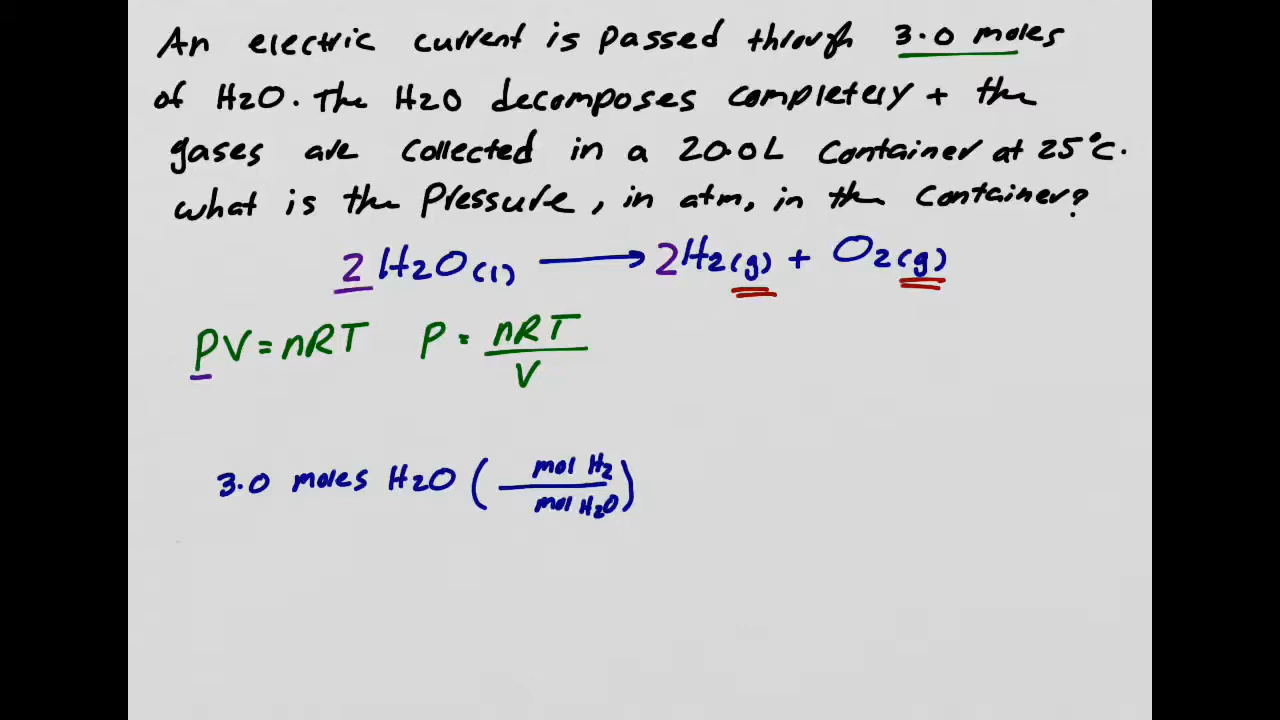 An electric current is passed through 3.0 moles
of H2O. The H2O decomposes completely + the
gases are collected in a 20.0L container at 25°C.
what is the Pressure, in atm, in the container?
2H2O(l) ⟶ 2H2(g) + O2(g)
PV = nRT P = nRT
V
3.0 moles H2O ( mol H2
mol H2O )